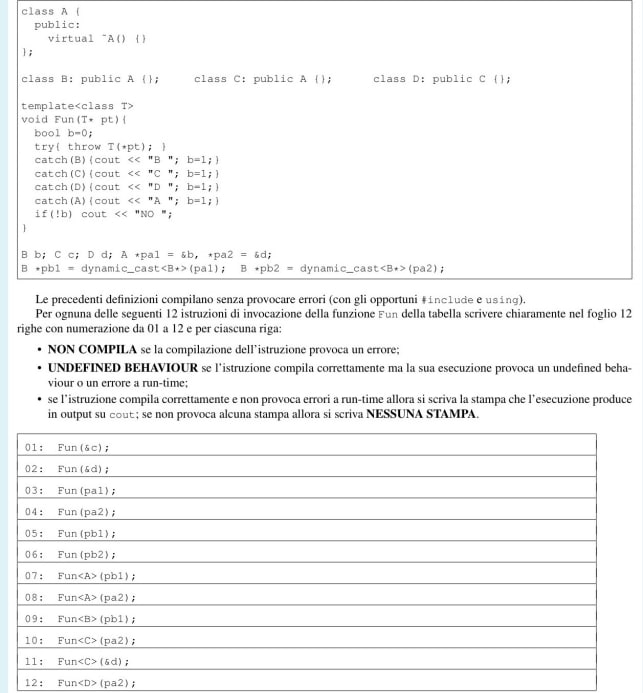 class A {
public:
virtual ~A() {}
};
class B: public A {}; class C: public A {}; class D: public C {};
template<class T>
void Fun(T* pt){
bool b=0;
try{ throw T(*pt); }
catch(B){cout << "B "; b=1;}
catch(C){cout << "C "; b=1;}
catch(D){cout << "D "; b=1;}
catch(A){cout << "A "; b=1;}
if(!b) cout << "NO ";
}
B b; C c; D d; A *pa1 = &b, *pa2 = &d;
B *pb1 = dynamic_cast<B*>(pa1); B *pb2 = dynamic_cast<B*>(pa2);
Le precedenti definizioni compilano senza provocare errori (con gli opportuni #include e using).
Per ognuna delle seguenti 12 istruzioni di invocazione della funzione Fun della tabella scrivere chiaramente nel foglio 12
righe con numerazione da 01 a 12 e per ciascuna riga:
• NON COMPILA se la compilazione dell'istruzione provoca un errore;
• UNDEFINED BEHAVIOUR se l'istruzione compila correttamente ma la sua esecuzione provoca un undefined beha-
viour o un errore a run-time;
• se l'istruzione compila correttamente e non provoca errori a run-time allora si scriva la stampa che l'esecuzione produce
in output su cout; se non provoca alcuna stampa allora si scriva NESSUNA STAMPA.
01: Fun(&c);
02: Fun(&d);
03: Fun(pa1);
04: Fun(pa2);
05: Fun(pb1);
06: Fun(pb2);
07: Fun<A>(pb1);
08: Fun<A>(pa2);
09: Fun<B>(pb1);
10: Fun<C>(pa2);
11: Fun<C>(&d);
12: Fun<D>(pa2);